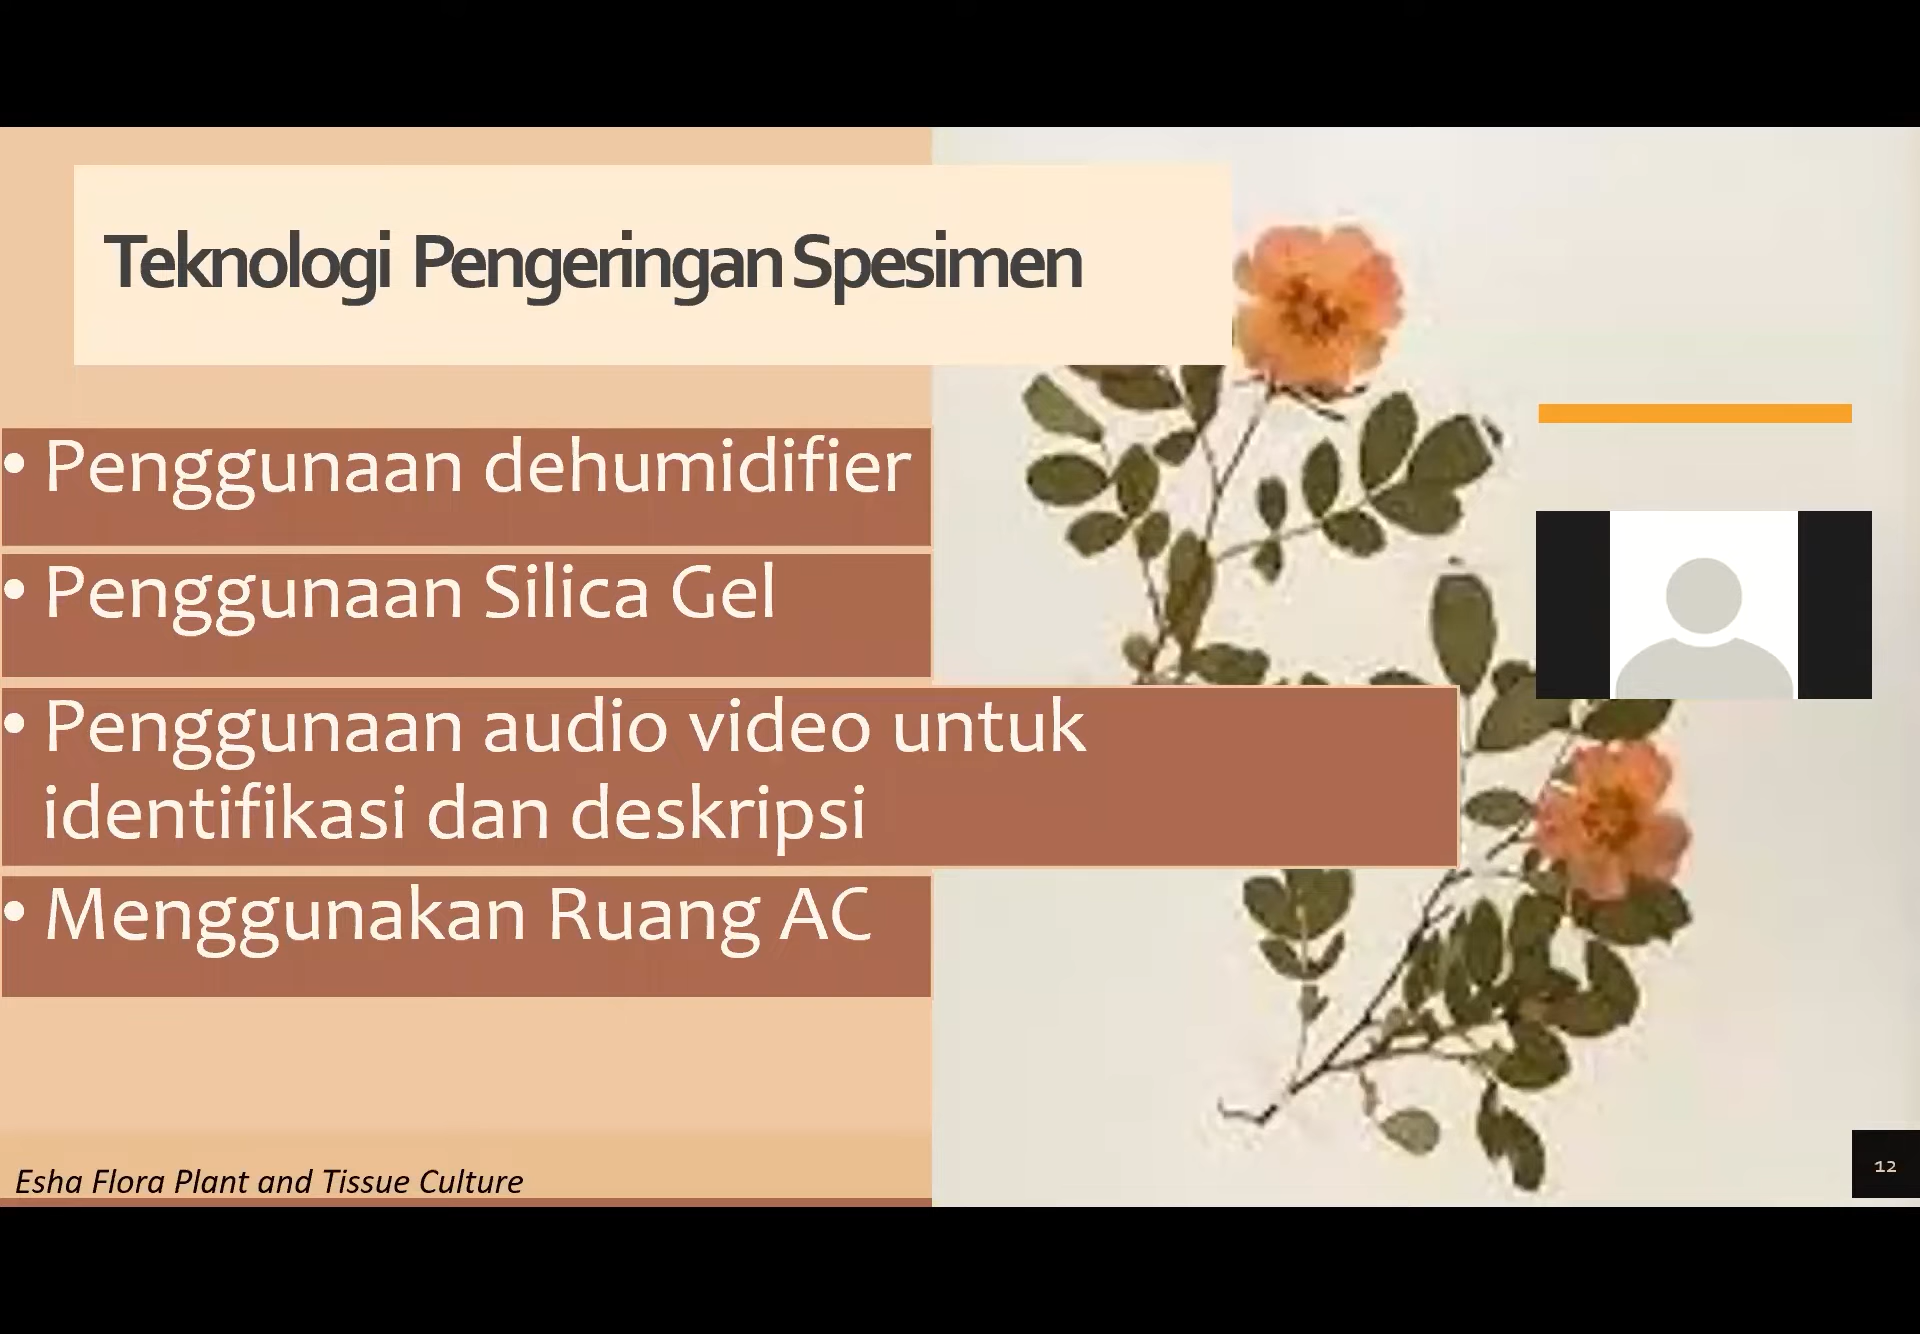 Teknologi Pengeringan Spesimen
• Penggunaan dehumidifier
• Penggunaan Silica Gel
• Penggunaan audio video untuk
identifikasi dan deskripsi
• Menggunakan Ruang AC
Esha Flora Plant and Tissue Culture
12